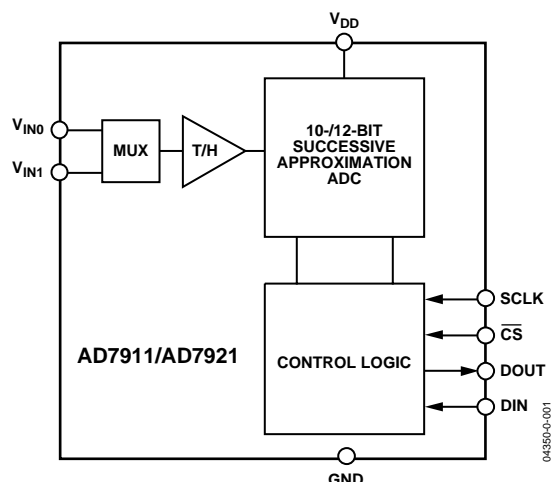 V_DD
V_IN0
V_IN1
MUX
T/H
10-/12-BIT
SUCCESSIVE
APPROXIMATION
ADC
SCLK
C̅S̅
DOUT
DIN
CONTROL LOGIC
AD7911/AD7921
GND
04350-0-001